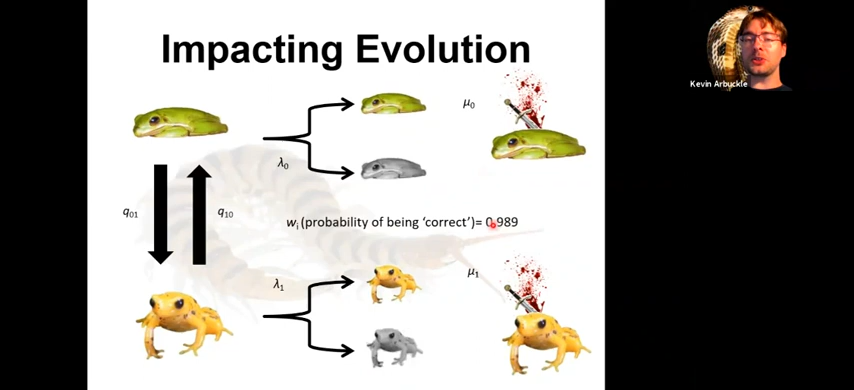 Impacting Evolution
Kevin Arbuckle
μ0
λ0
q01
q10
wi (probability of being 'correct')= 0.989
λ1
μ1